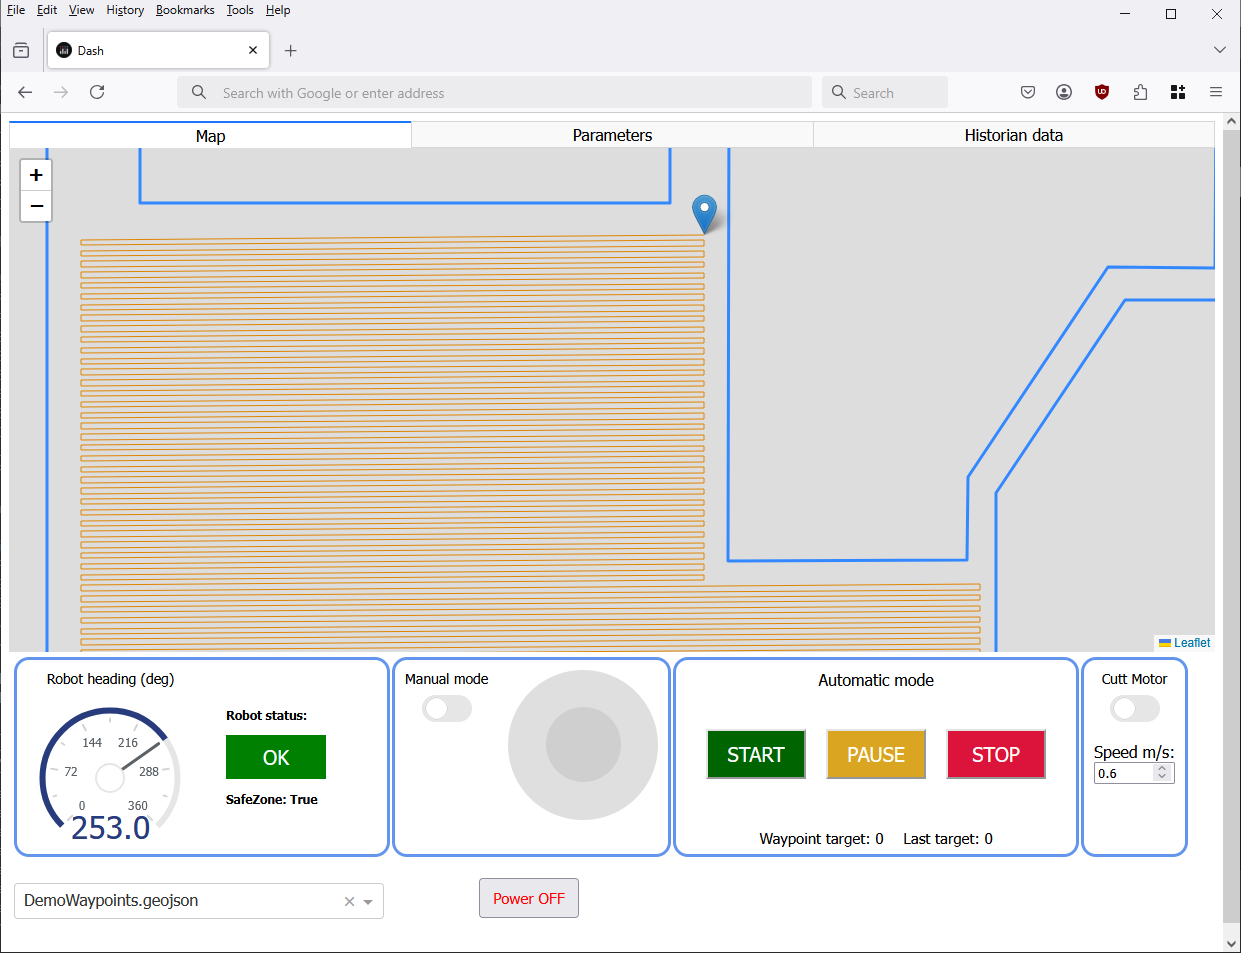 File Edit View History Bookmarks Tools Help
Dash
Search with Google or enter address
Search
Map
Parameters
Historian data
+
−
Leaflet
Robot heading (deg)
144 216
72 288
0 360
253.0
Robot status:
OK
SafeZone: True
Manual mode
Automatic mode
START PAUSE STOP
Waypoint target: 0 Last target: 0
Cutt Motor
Speed m/s:
0.6
DemoWaypoints.geojson
Power OFF